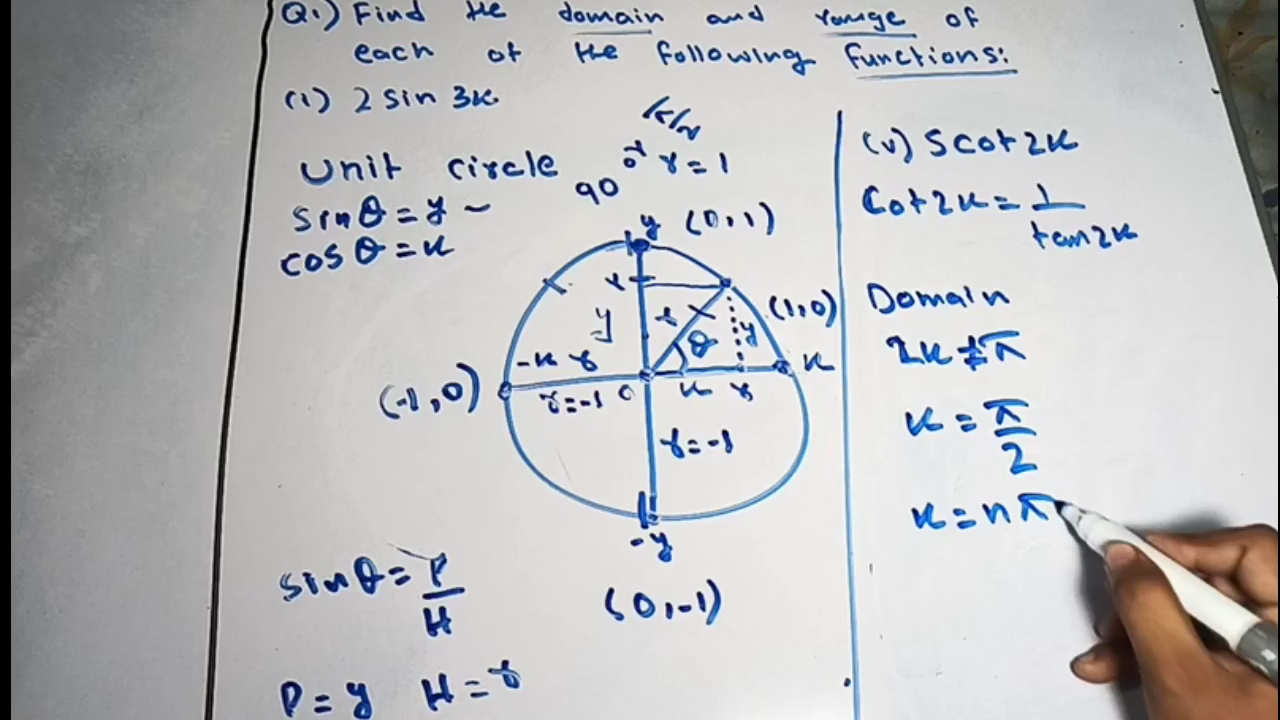 Q1) Find the domain and range of
each of the following functions:
(1) 2 sin 3x
Unit circle
90° r = 1
sinθ = y
cosθ = x
y (0,1)
(1,0)
x
y
r
θ
y
-x r
x
(-1,0)
r=-1 0 x r
r=-1
-y
(0,-1)
sinθ = P/H
P = y H = r
(v) 5cot2x
Cot2x = 1/tan2x
Domain
2x ≠ π
x = π/2
x = nπ